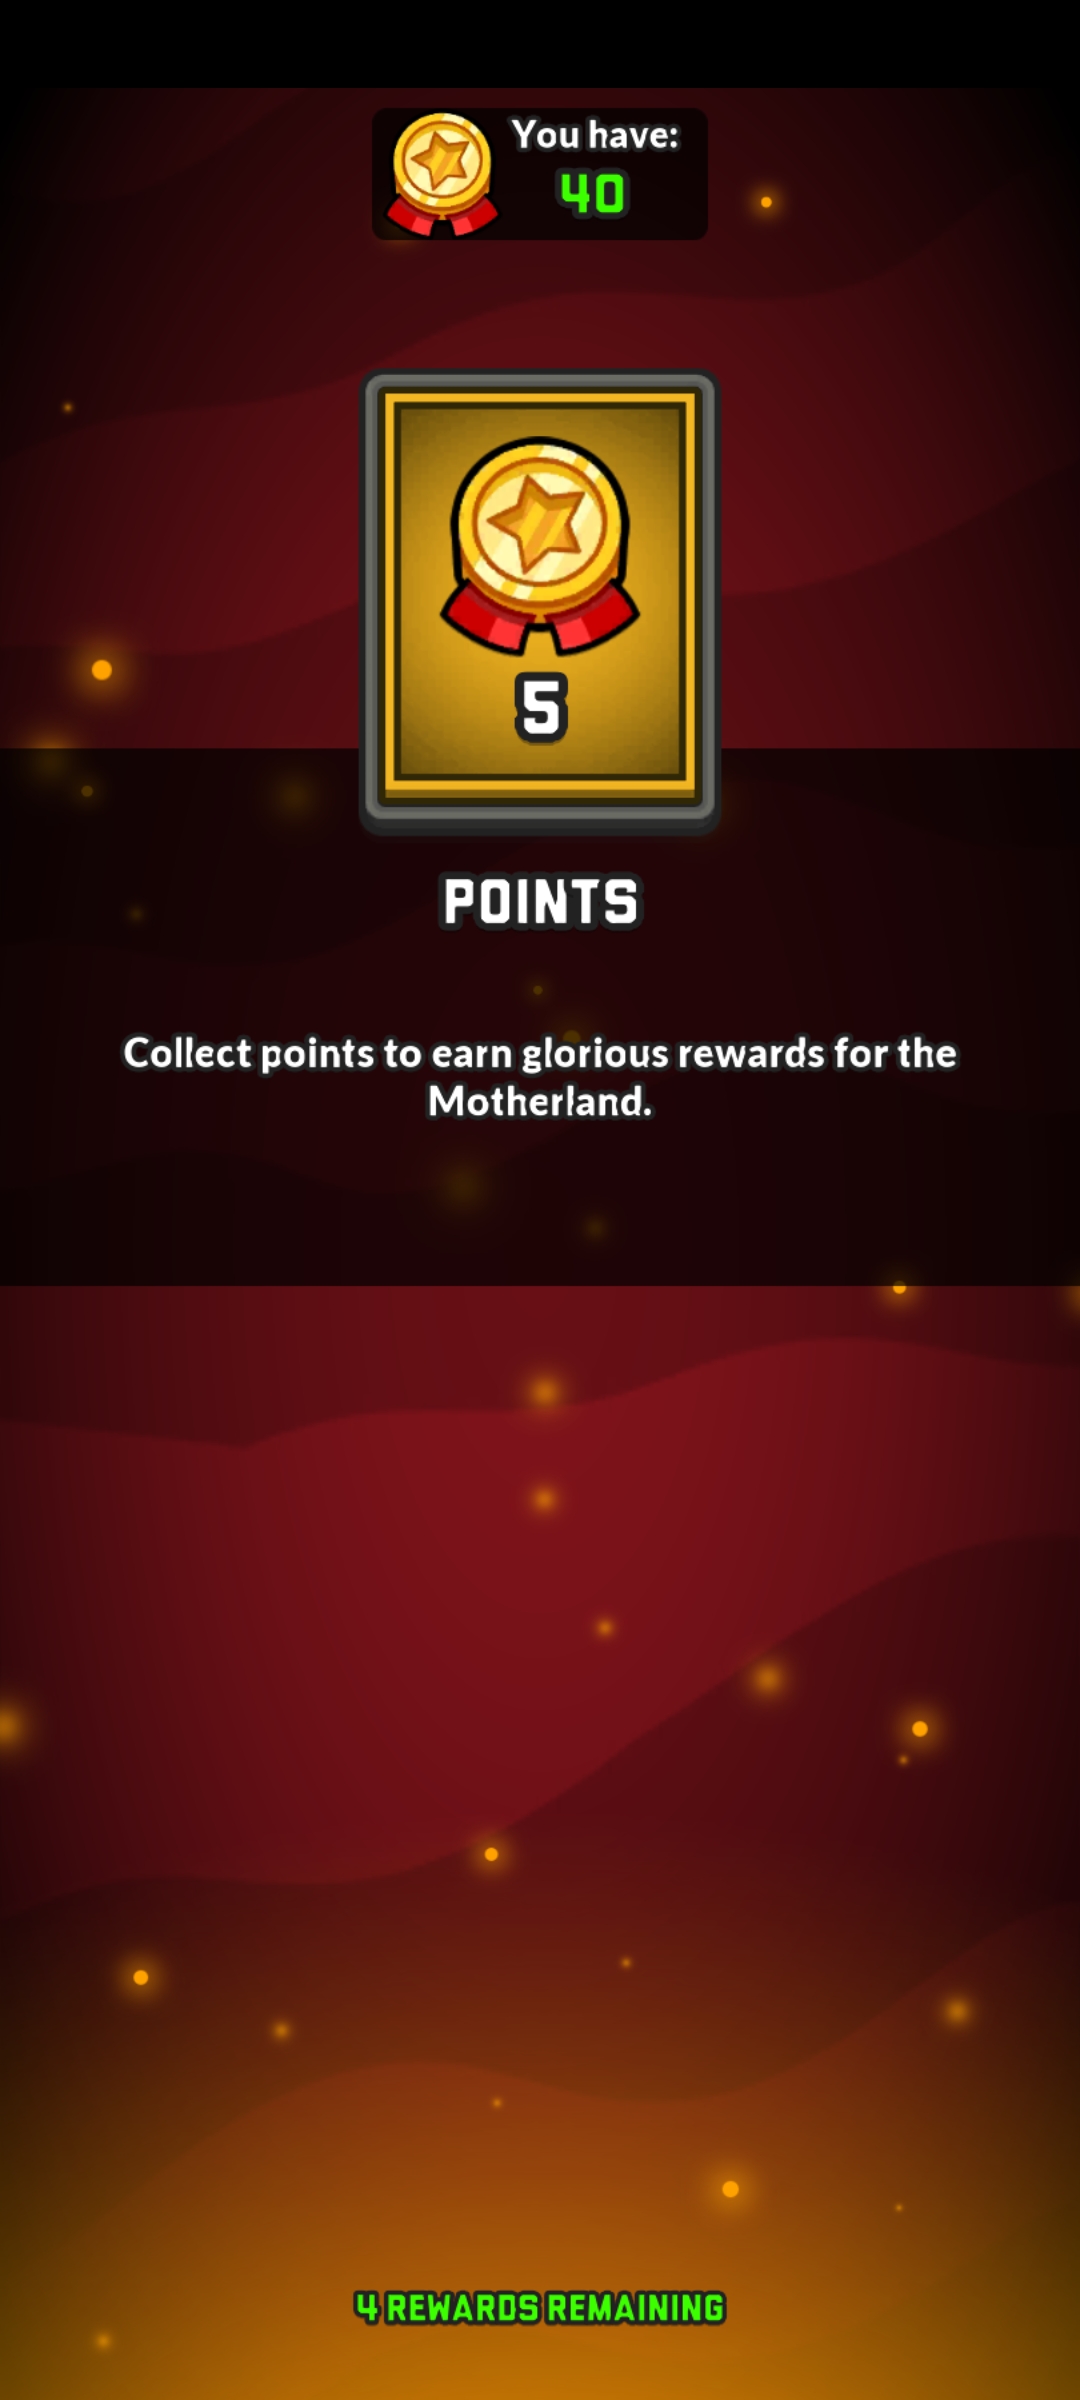 You have:
40
5
POINTS
Collect points to earn glorious rewards for the
Motherland.
4 REWARDS REMAINING